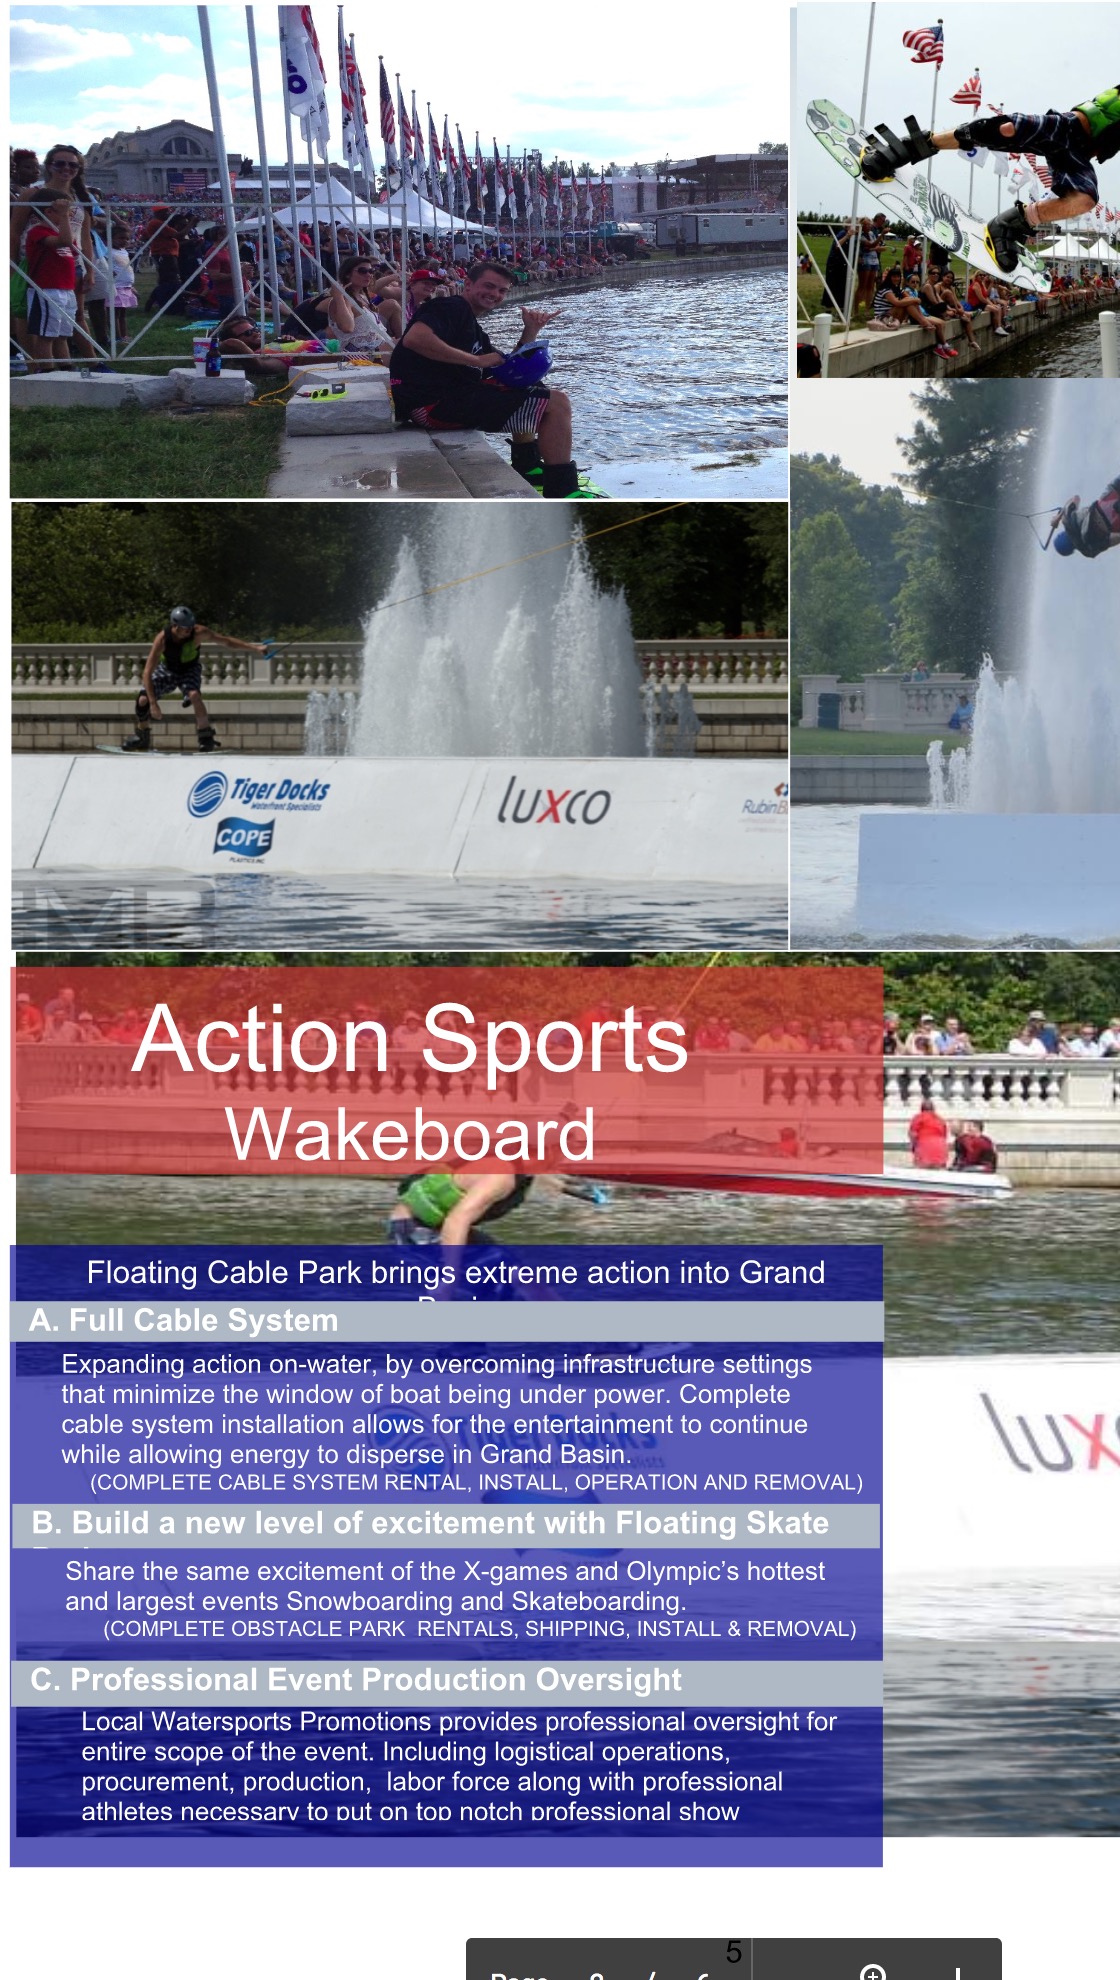 Tiger Docks
Waterfront Specialists
COPE
PLASTICS INC
luxco
Action Sports
Wakeboard
Floating Cable Park brings extreme action into Grand
A. Full Cable System
Expanding action on-water, by overcoming infrastructure settings
that minimize the window of boat being under power. Complete
cable system installation allows for the entertainment to continue
while allowing energy to disperse in Grand Basin.
(COMPLETE CABLE SYSTEM RENTAL, INSTALL, OPERATION AND REMOVAL)
B. Build a new level of excitement with Floating Skate
Share the same excitement of the X-games and Olympic’s hottest
and largest events Snowboarding and Skateboarding.
(COMPLETE OBSTACLE PARK  RENTALS, SHIPPING, INSTALL & REMOVAL)
C. Professional Event Production Oversight
Local Watersports Promotions provides professional oversight for
entire scope of the event. Including logistical operations,
procurement, production,  labor force along with professional
athletes necessary to put on top notch professional show
5
Page